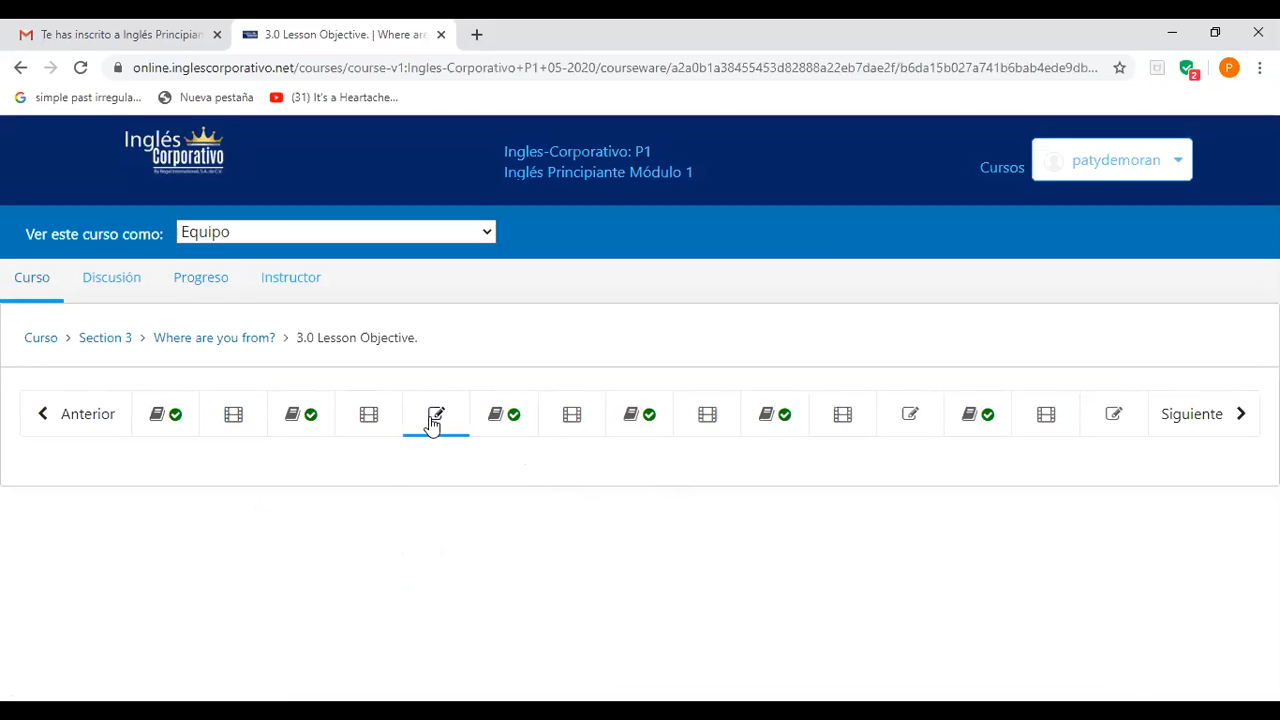 Te has inscrito a Inglés Principian
3.0 Lesson Objective. | Where are
online.inglescorporativo.net/courses/course-v1:Ingles-Corporativo+P1+05-2020/courseware/a2a0b1a38455453d82888a22eb7dae2f/b6da15b027a741b6bab4ede9db...
P
2
simple past irregula...
Nueva pestaña
(31) It's a Heartache...
Inglés
Corporativo
Ingles-Corporativo: P1
Inglés Principiante Módulo 1
Cursos
patydemoran
Ver este curso como:
Equipo
Curso
Discusión
Progreso
Instructor
Curso > Section 3 > Where are you from? > 3.0 Lesson Objective.
Anterior
Siguiente